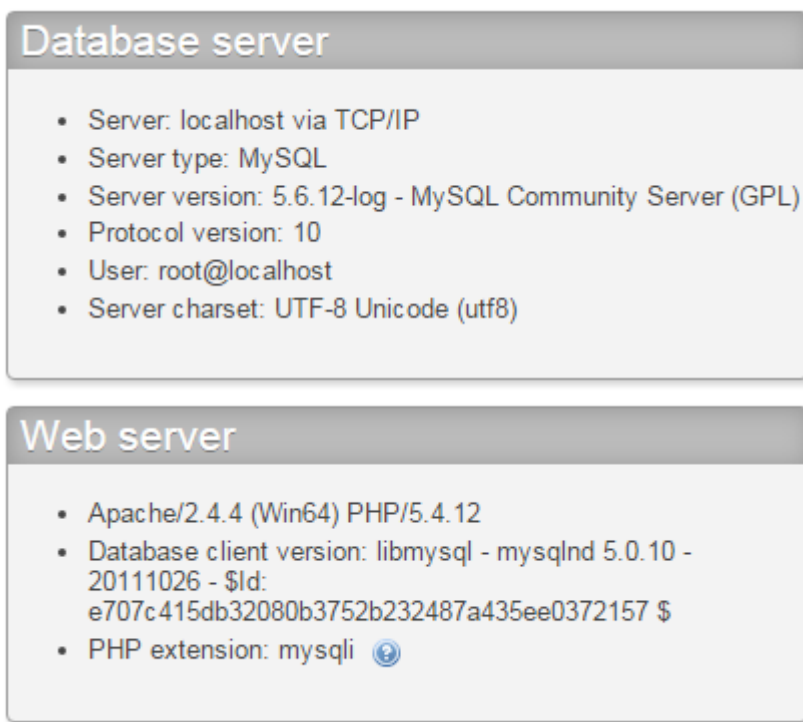 Database server
Server: localhost via TCP/IP
Server type: MySQL
Server version: 5.6.12-log - MySQL Community Server (GPL)
Protocol version: 10
User: root@localhost
Server charset: UTF-8 Unicode (utf8)
Web server
Apache/2.4.4 (Win64) PHP/5.4.12
Database client version: libmysql - mysqlnd 5.0.10 -
20111026 - $Id:
e707c415db32080b3752b232487a435ee0372157 $
PHP extension: mysqli